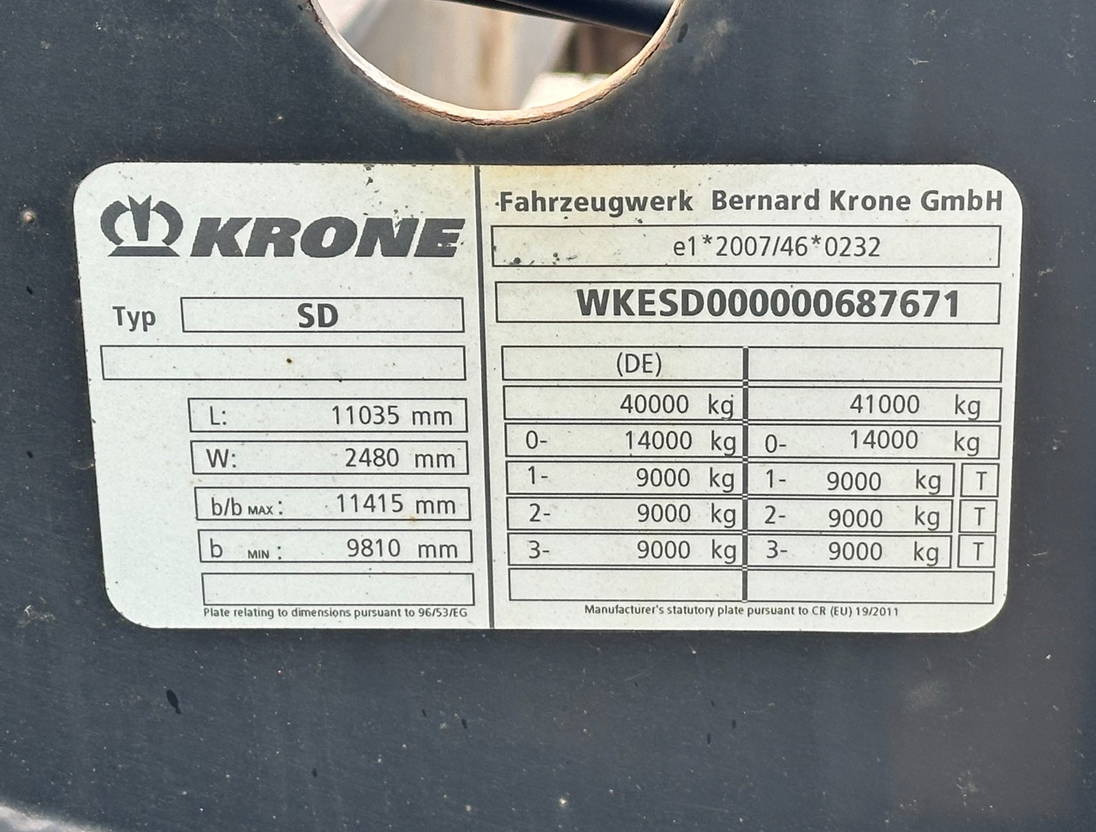 KRONE
Typ SD
L: 11035 mm
W: 2480 mm
b/b MAX : 11415 mm
b MIN : 9810 mm
Plate relating to dimensions pursuant to 96/53/EG
Fahrzeugwerk Bernard Krone GmbH
e1*2007/46*0232
WKESD000000687671
(DE)
40000 kg 41000 kg
0- 14000 kg 0- 14000 kg
1- 9000 kg 1- 9000 kg T
2- 9000 kg 2- 9000 kg T
3- 9000 kg 3- 9000 kg T
Manufacturer's statutory plate pursuant to CR (EU) 19/2011